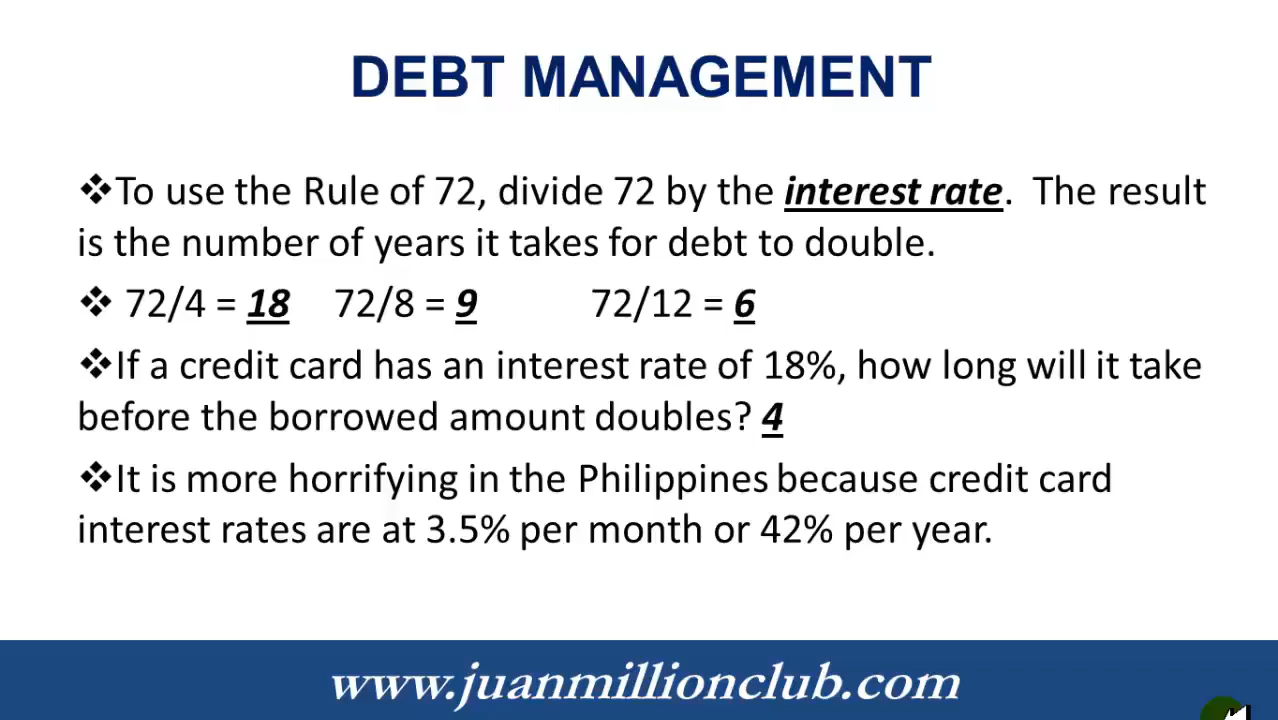 DEBT MANAGEMENT
❖To use the Rule of 72, divide 72 by the interest rate. The result
is the number of years it takes for debt to double.
❖ 72/4 = 18 72/8 = 9 72/12 = 6
❖If a credit card has an interest rate of 18%, how long will it take
before the borrowed amount doubles? 4
❖It is more horrifying in the Philippines because credit card
interest rates are at 3.5% per month or 42% per year.
www.juanmillionclub.com